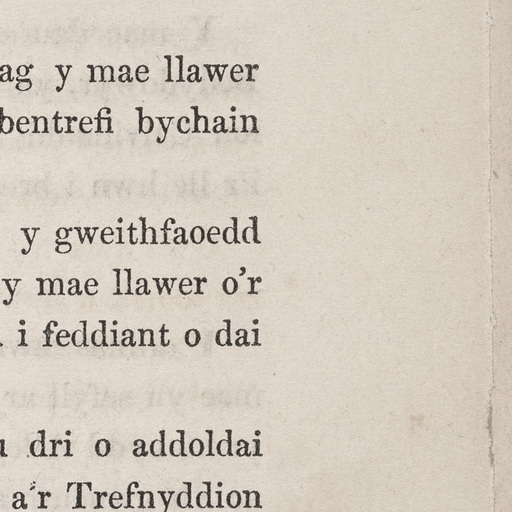 ag y mae llawer
bentrefi bychain
y gweithfaoedd
y mae llawer o’r
i feddiant o dai
dri o addoldai
a’r Trefnyddion